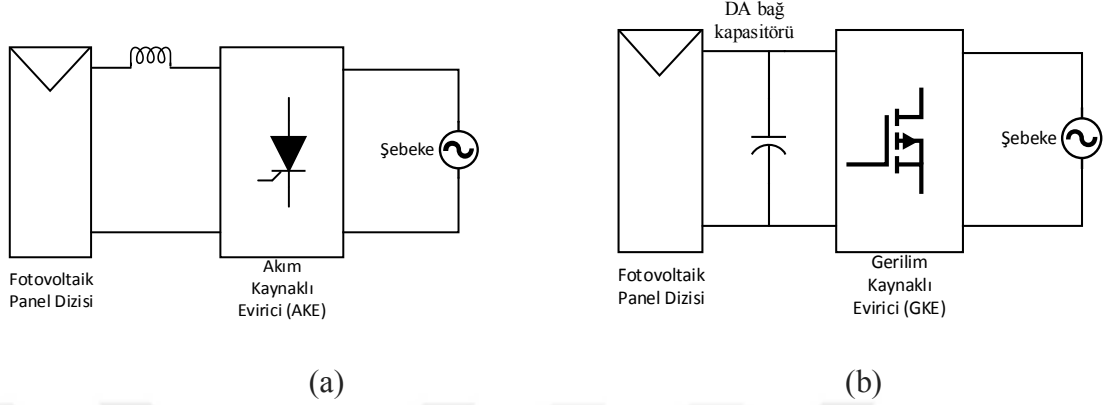 Şebeke
Fotovoltaik
Panel Dizisi
Akım
Kaynaklı
Evirici (AKE)
(a)
DA bağ
kapasitörü
Şebeke
Fotovoltaik
Panel Dizisi
Gerilim
Kaynaklı
Evirici (GKE)
(b)